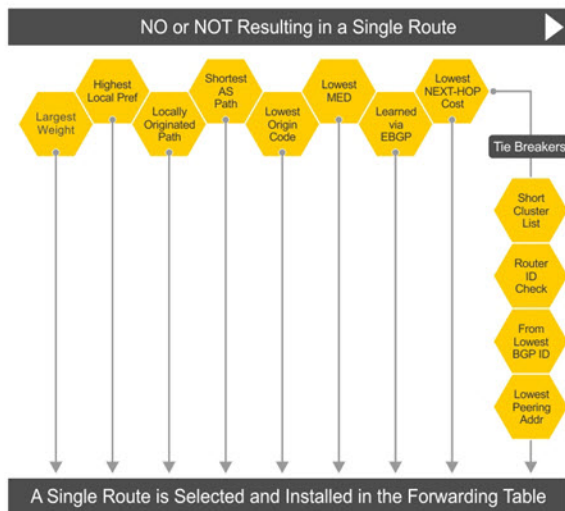 NO or NOT Resulting in a Single Route
Largest
Weight
Highest
Local Pref
Locally
Originated
Path
Shortest
AS
Path
Lowest
Origin
Code
Lowest
MED
Learned
via
EBGP
Lowest
NEXT-HOP
Cost
Tie Breakers
Short
Cluster
List
Router
ID
Check
From
Lowest
BGP ID
Lowest
Peering
Addr
A Single Route is Selected and Installed in the Forwarding Table